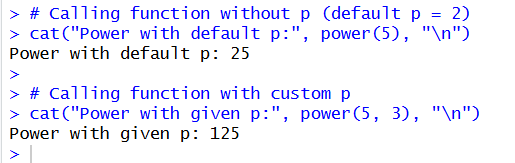 > # Calling function without p (default p = 2)
> cat("Power with default p:", power(5), "\n")
Power with default p: 25
>
> # Calling function with custom p
> cat("Power with given p:", power(5, 3), "\n")
Power with given p: 125
>